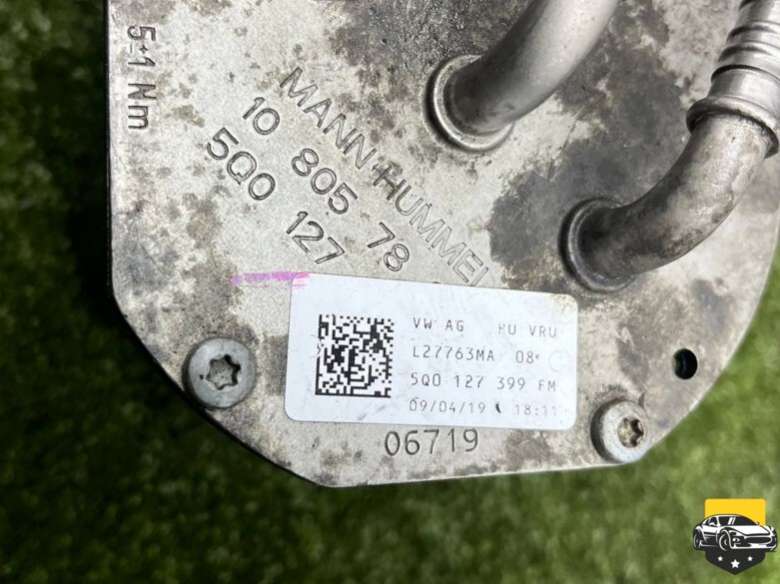 5±1 Nm
MANN+HUMMEL
10 805 78
5Q0 127
VW AG HU VRU
L27763MA 08*
5Q0 127 399 FM
09/04/19 18:11
06719